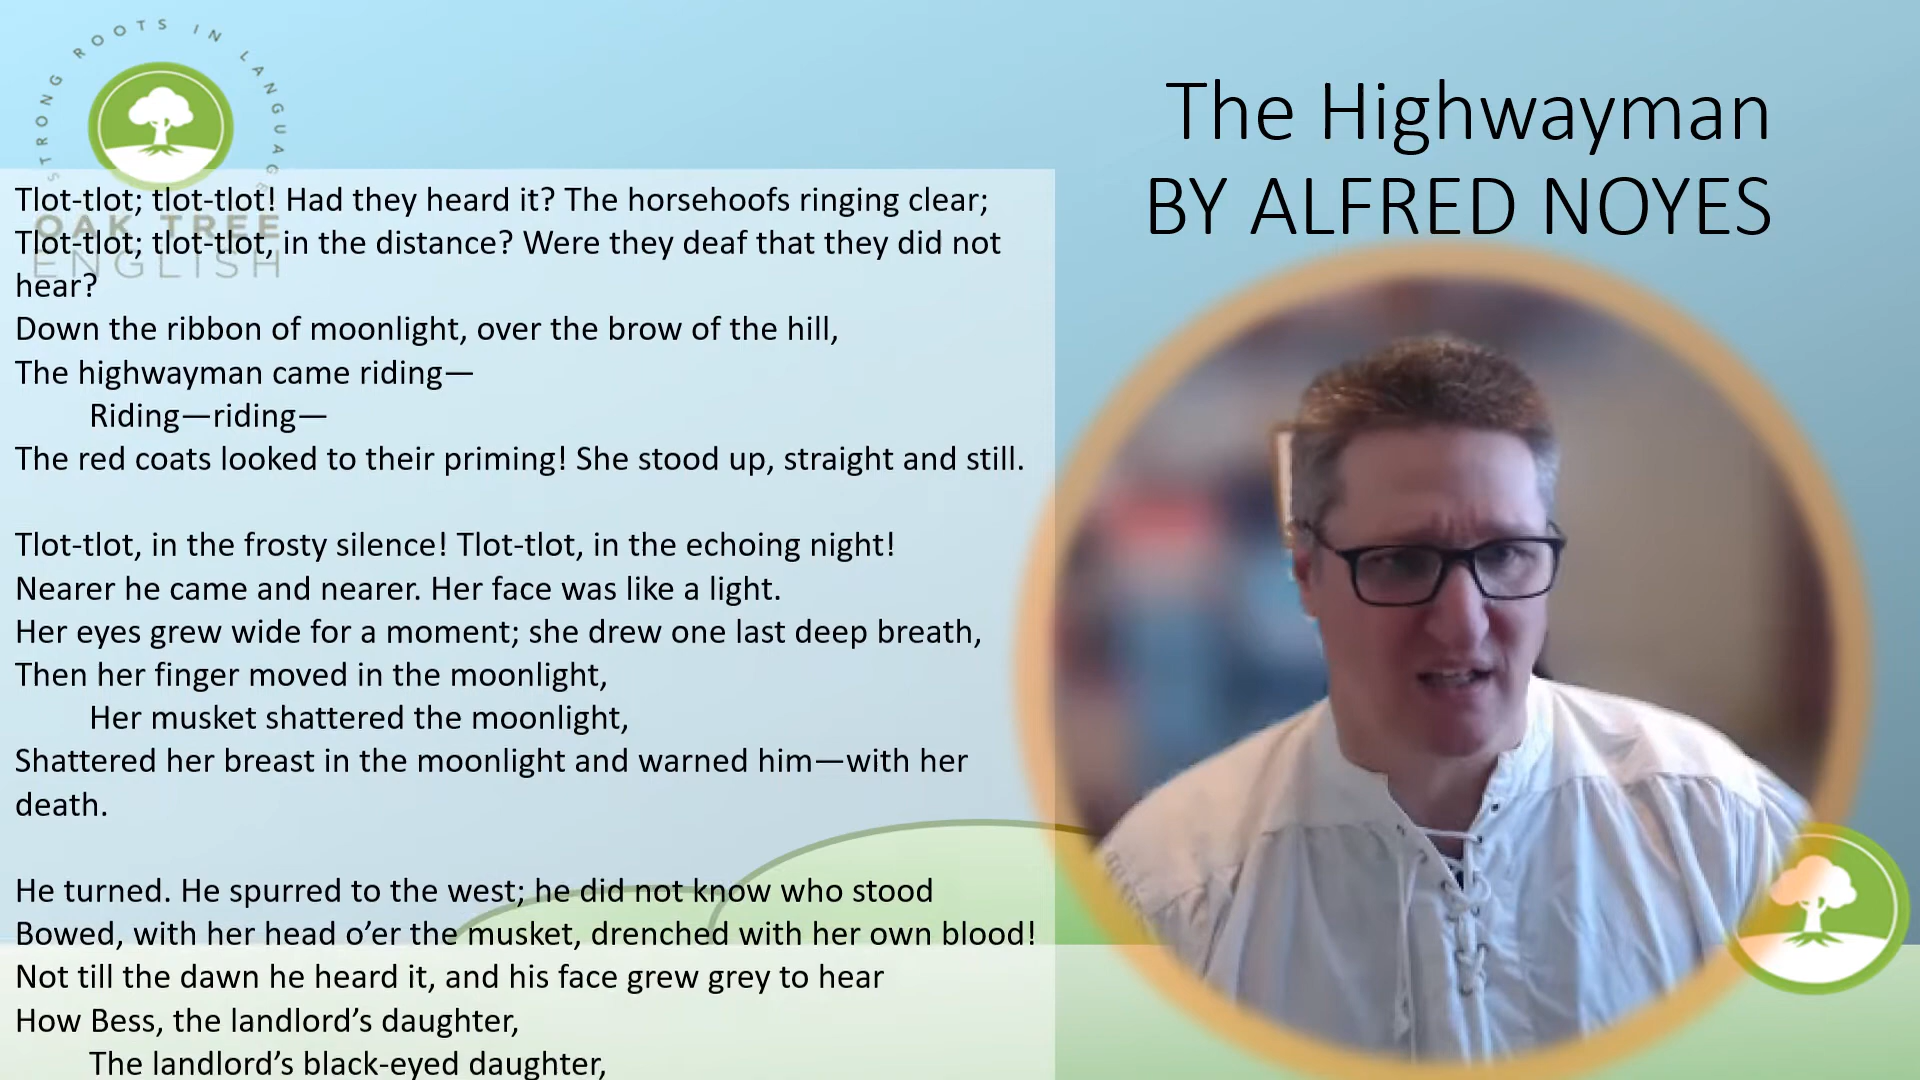 STRONG ROOTS IN LANGUAGE
OAK TREE
ENGLISH
The Highwayman
BY ALFRED NOYES
Tlot-tlot; tlot-tlot! Had they heard it? The horsehoofs ringing clear;
Tlot-tlot; tlot-tlot, in the distance? Were they deaf that they did not
hear?
Down the ribbon of moonlight, over the brow of the hill,
The highwayman came riding—
Riding—riding—
The red coats looked to their priming! She stood up, straight and still.
Tlot-tlot, in the frosty silence! Tlot-tlot, in the echoing night!
Nearer he came and nearer. Her face was like a light.
Her eyes grew wide for a moment; she drew one last deep breath,
Then her finger moved in the moonlight,
Her musket shattered the moonlight,
Shattered her breast in the moonlight and warned him—with her
death.
He turned. He spurred to the west; he did not know who stood
Bowed, with her head o’er the musket, drenched with her own blood!
Not till the dawn he heard it, and his face grew grey to hear
How Bess, the landlord’s daughter,
The landlord’s black-eyed daughter,